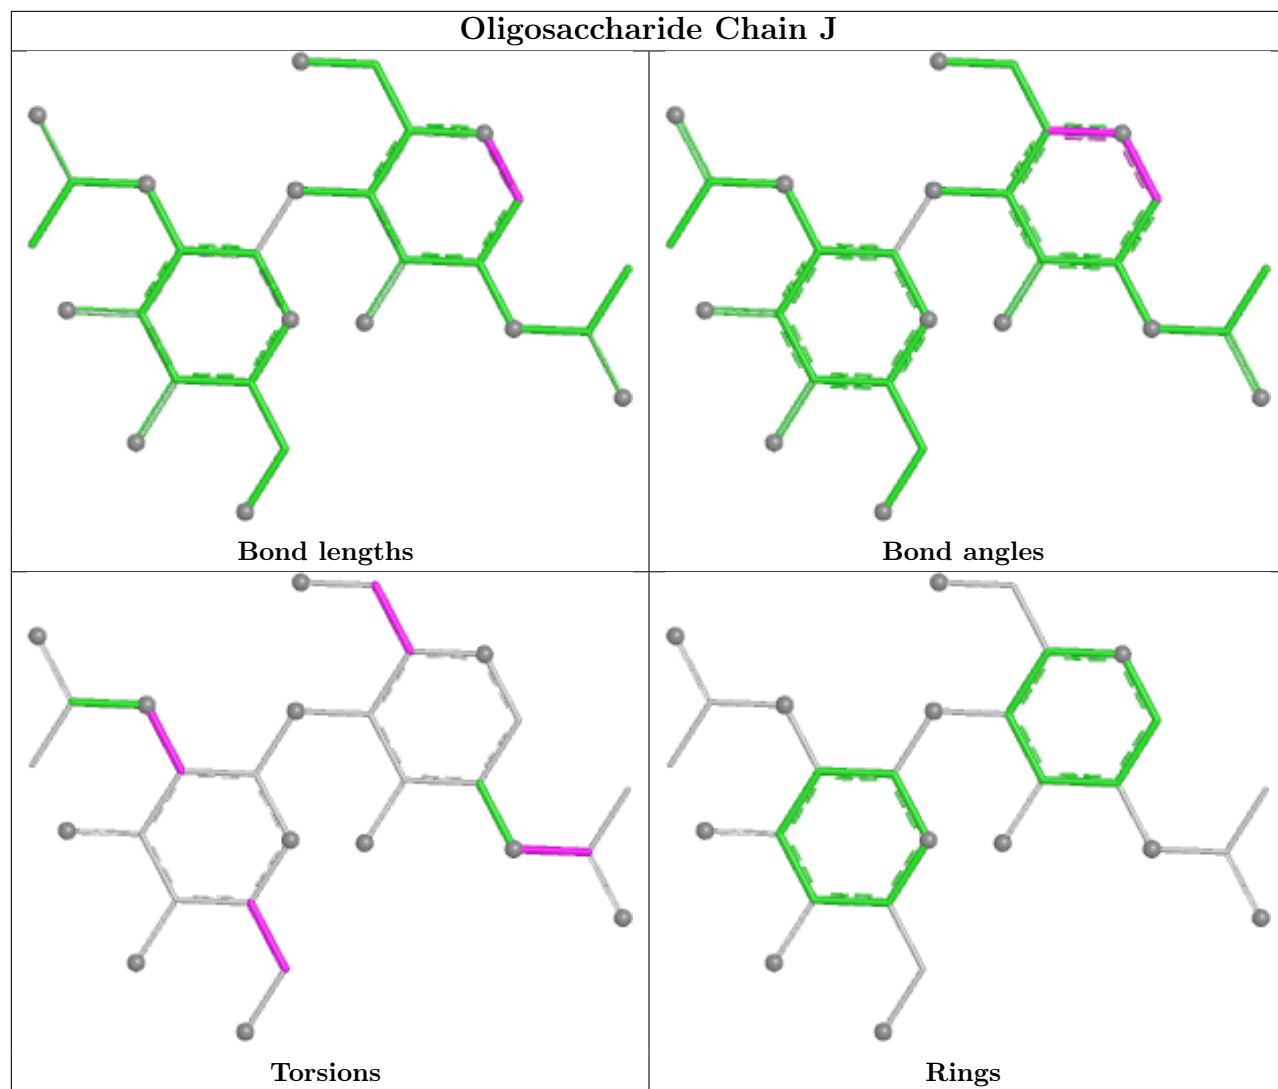 Oligosaccharide Chain J
Bond lengths
Bond angles
Torsions
Rings